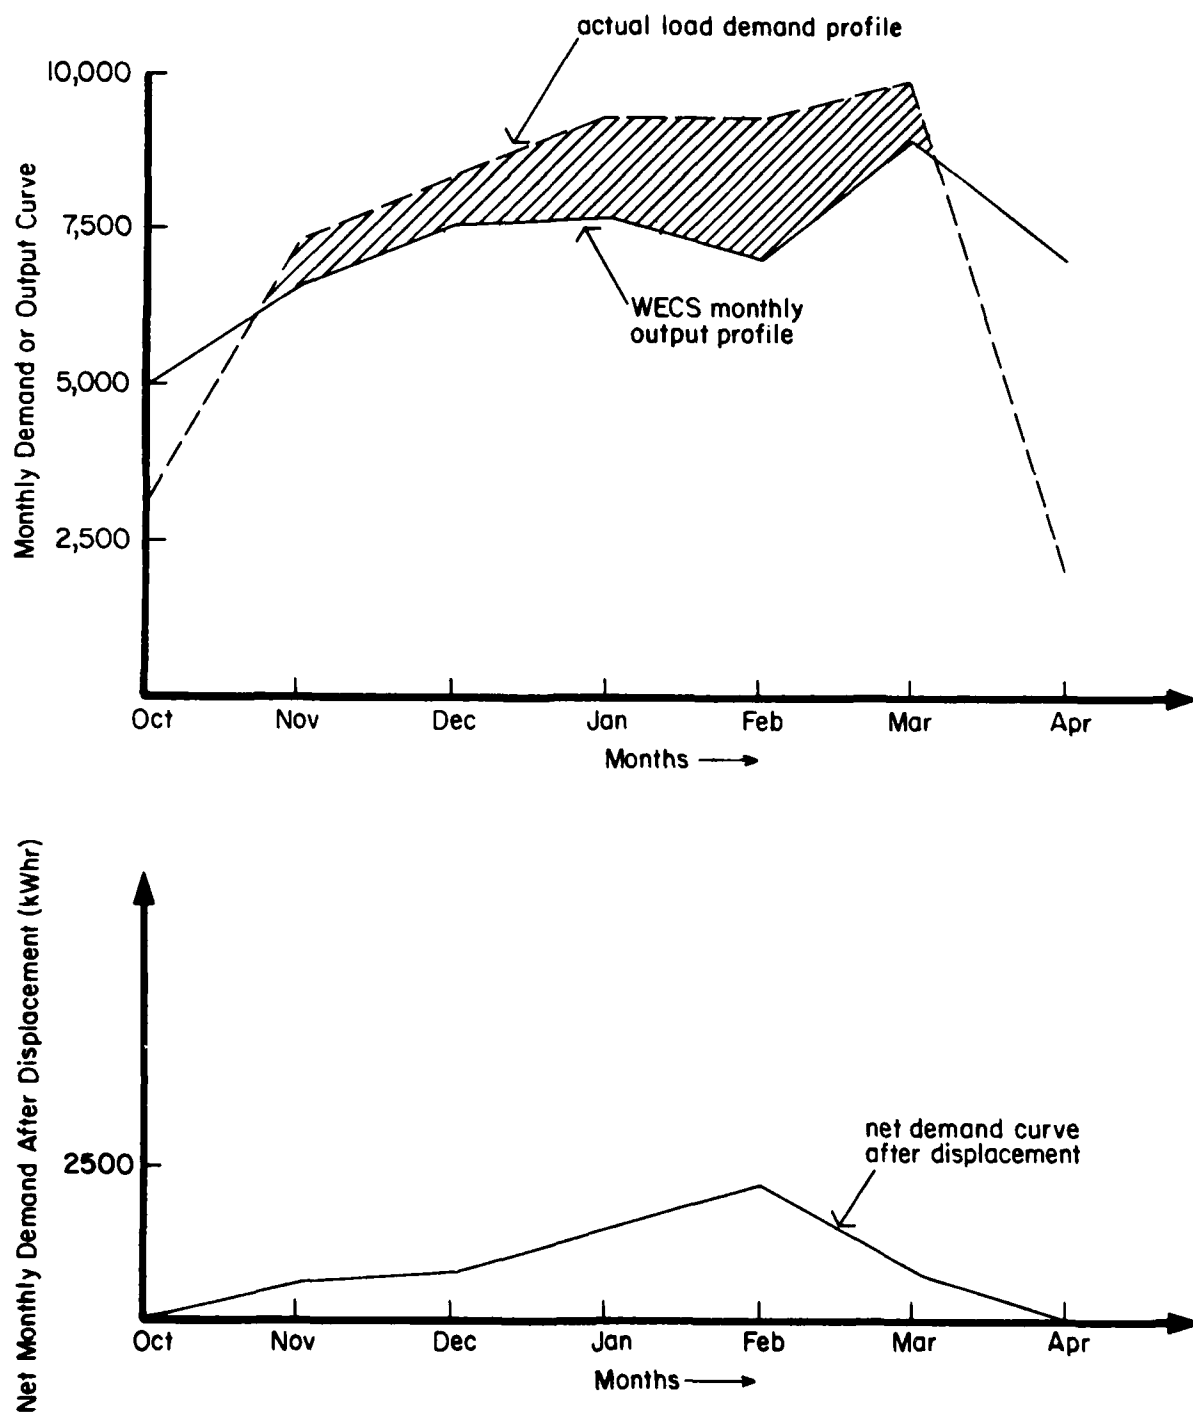 actual load demand profile
10,000
7,500
5,000
2,500
Monthly Demand or Output Curve
WECS monthly
output profile
Oct Nov Dec Jan Feb Mar Apr
Months
Net Monthly Demand After Displacement (kWhr)
2500
net demand curve
after displacement
Oct Nov Dec Jan Feb Mar Apr
Months